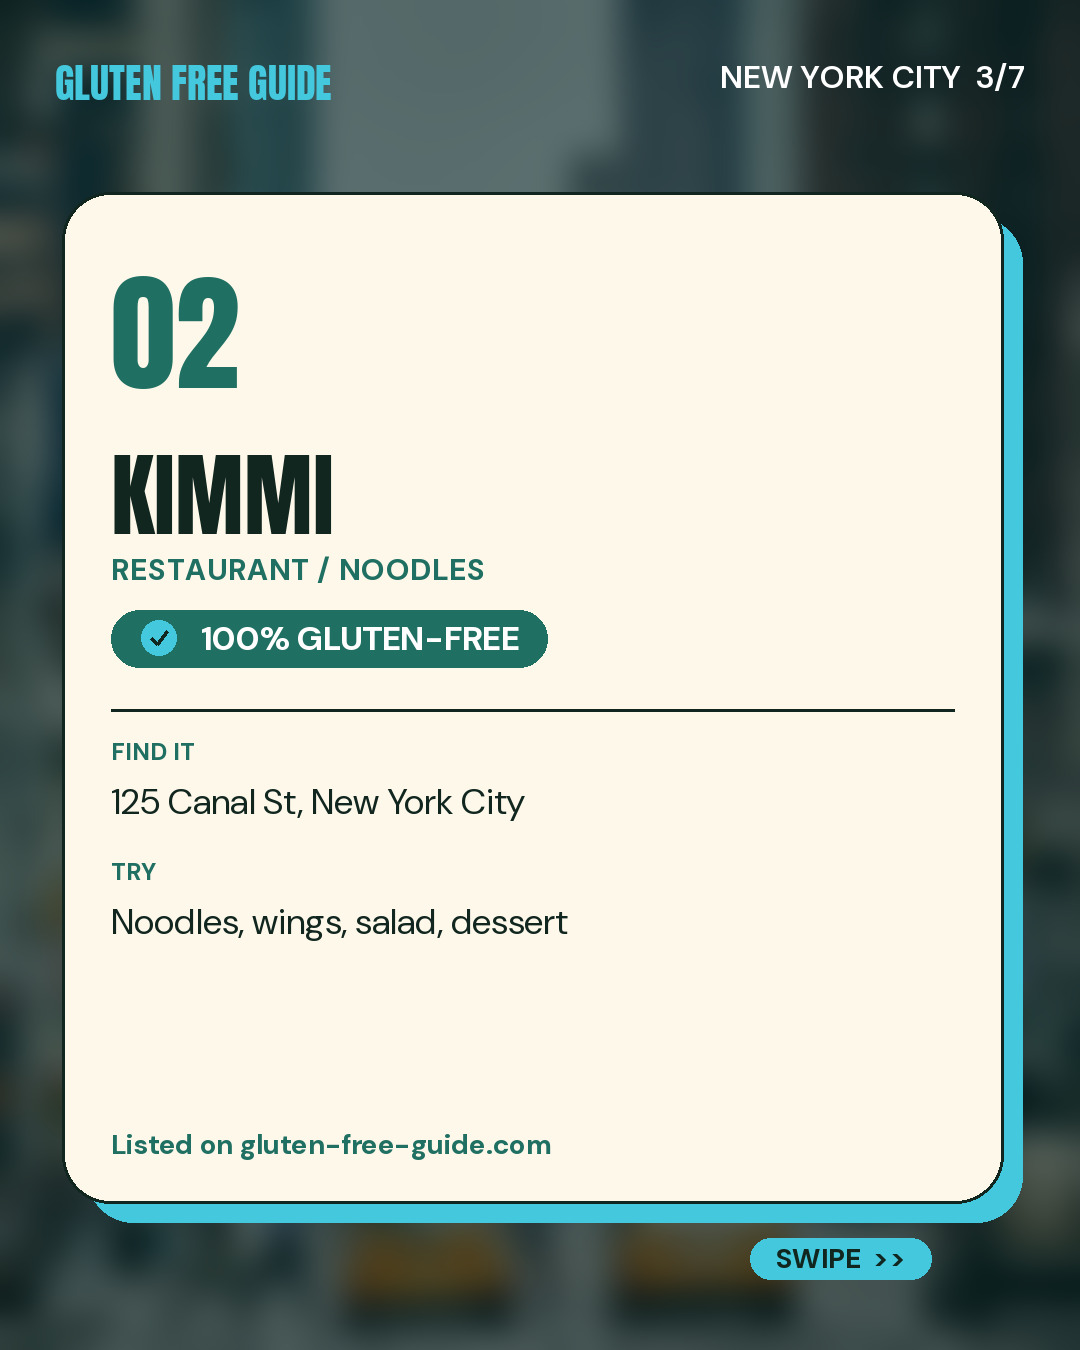 GLUTEN FREE GUIDE
NEW YORK CITY 3/7
02
KIMMI
RESTAURANT / NOODLES
100% GLUTEN-FREE
FIND IT
125 Canal St, New York City
TRY
Noodles, wings, salad, dessert
Listed on gluten-free-guide.com
SWIPE >>